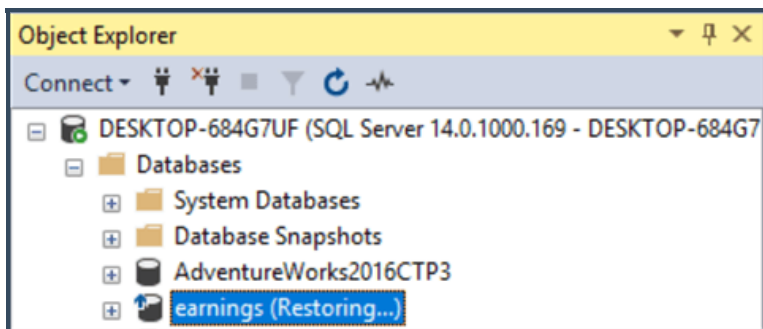 Object Explorer
Connect
DESKTOP-684G7UF (SQL Server 14.0.1000.169 - DESKTOP-684G7
Databases
System Databases
Database Snapshots
AdventureWorks2016CTP3
earnings (Restoring...)